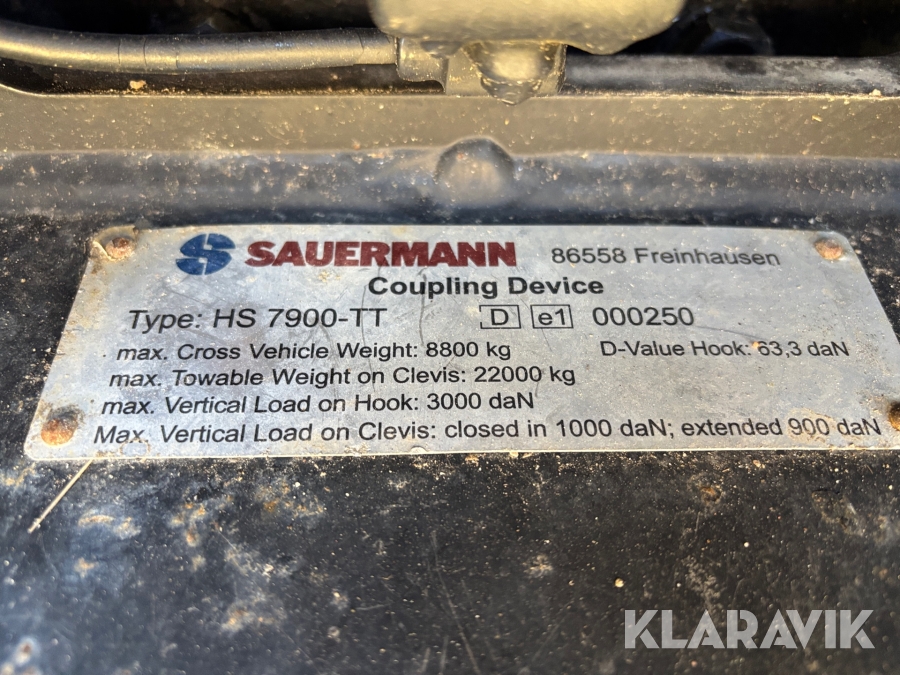 SAUERMANN 86558 Freinhausen
Coupling Device
Type: HS 7900-TT D e1 000250
max. Cross Vehicle Weight: 8800 kg D-Value Hook: 63,3 daN
max. Towable Weight on Clevis: 22000 kg
max. Vertical Load on Hook: 3000 daN
Max. Vertical Load on Clevis: closed in 1000 daN; extended 900 daN
KLARAVIK